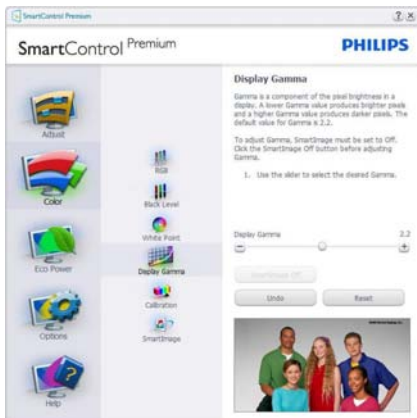 SmartControl Premium
SmartControl Premium
PHILIPS
Adjust
Color
Eco Power
Options
Help
RGB
Black Level
White Point
Display Gamma
Calibration
SmartImage
Display Gamma
Gamma is a component of the pixel brightness in a
display. A lower Gamma value produces brighter pixels
and a higher Gamma value produces darker pixels. The
default value for Gamma is 2.2.
To adjust Gamma, SmartImage must be set to Off.
Click the SmartImage Off button before adjusting
Gamma.
1. Use the slider to select the desired Gamma.
Display Gamma 2.2
SmartImage Off
Undo
Reset